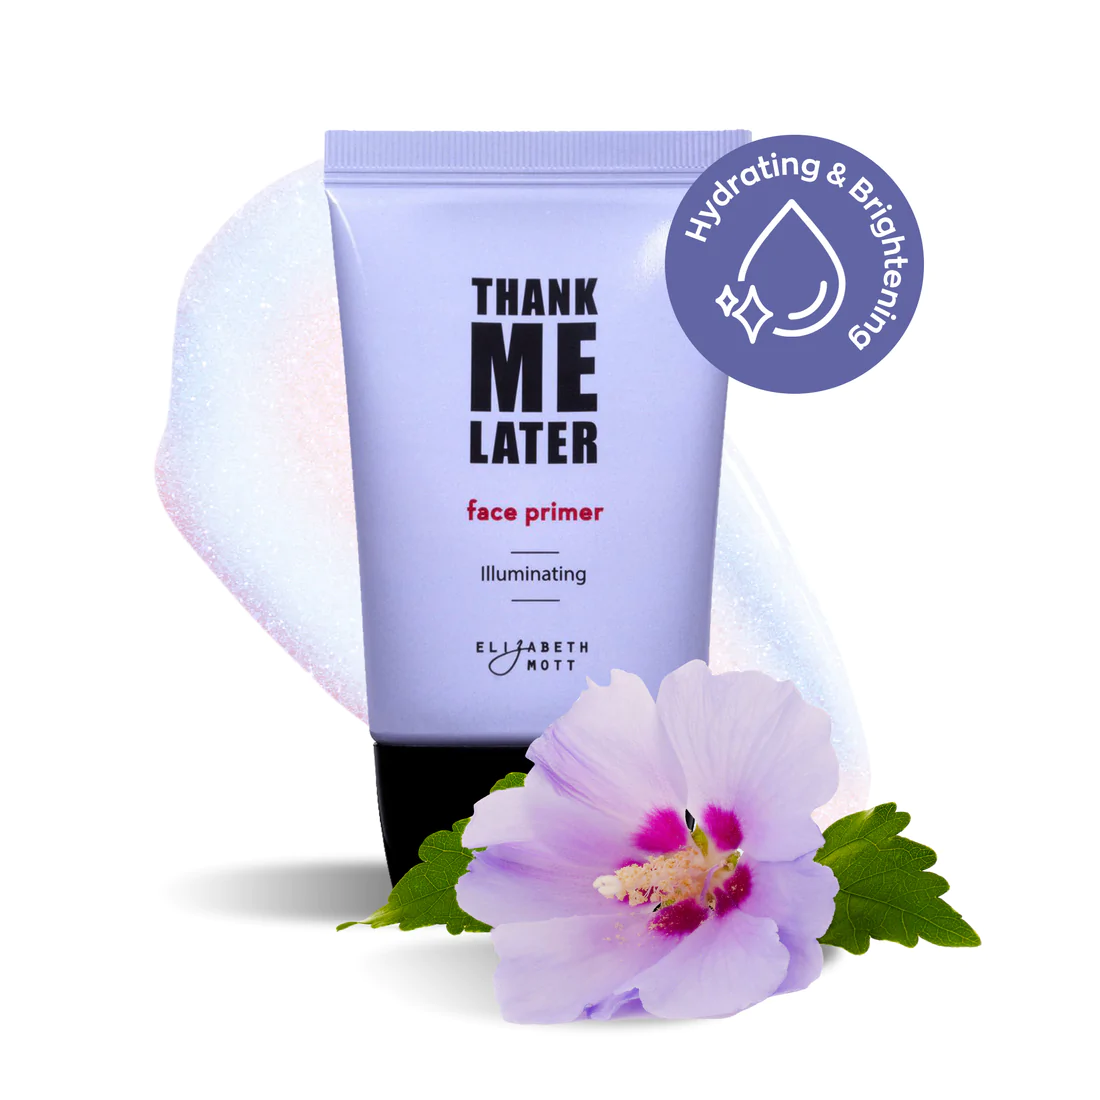 THANK
ME
LATER
face primer
Illuminating
ELIZABETH
MOTT
Hydrating & Brightening